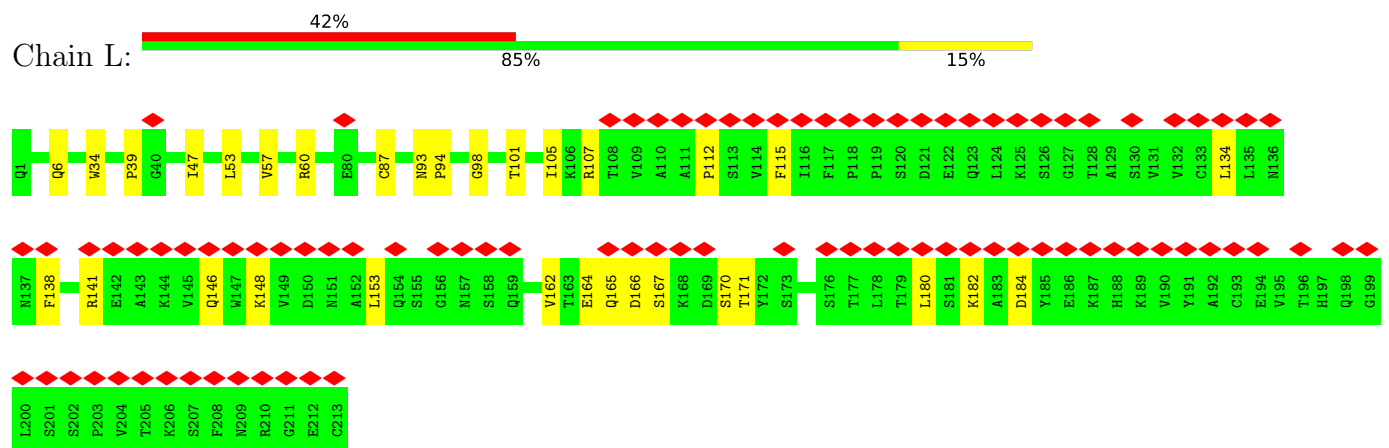 42%
Chain L:
85% 15%
Q1 Q6 W34 P39 G40 I47 L53 V57 R60 E80 C87 N93 P94 G98 T101 I105 K106 R107 T108 V109 A110 A111 P112 S113 V114 F115 I116 F117 P118 P119 S120 D121 E122 Q123 L124 K125 S126 G127 T128 A129 S130 V131 V132 C133 L134 L135 N136
N137 F138 R141 E142 A143 K144 V145 Q146 W147 K148 V149 D150 N151 A152 L153 Q154 S155 G156 N157 S158 Q159 V162 T163 E164 Q165 D166 S167 K168 D169 S170 T171 Y172 S173 S176 T177 L178 T179 L180 S181 K182 A183 D184 Y185 E186 K187 H188 K189 V190 Y191 A192 C193 E194 V195 T196 H197 Q198 G199
L200 S201 S202 P203 V204 T205 K206 S207 F208 N209 R210 G211 E212 C213